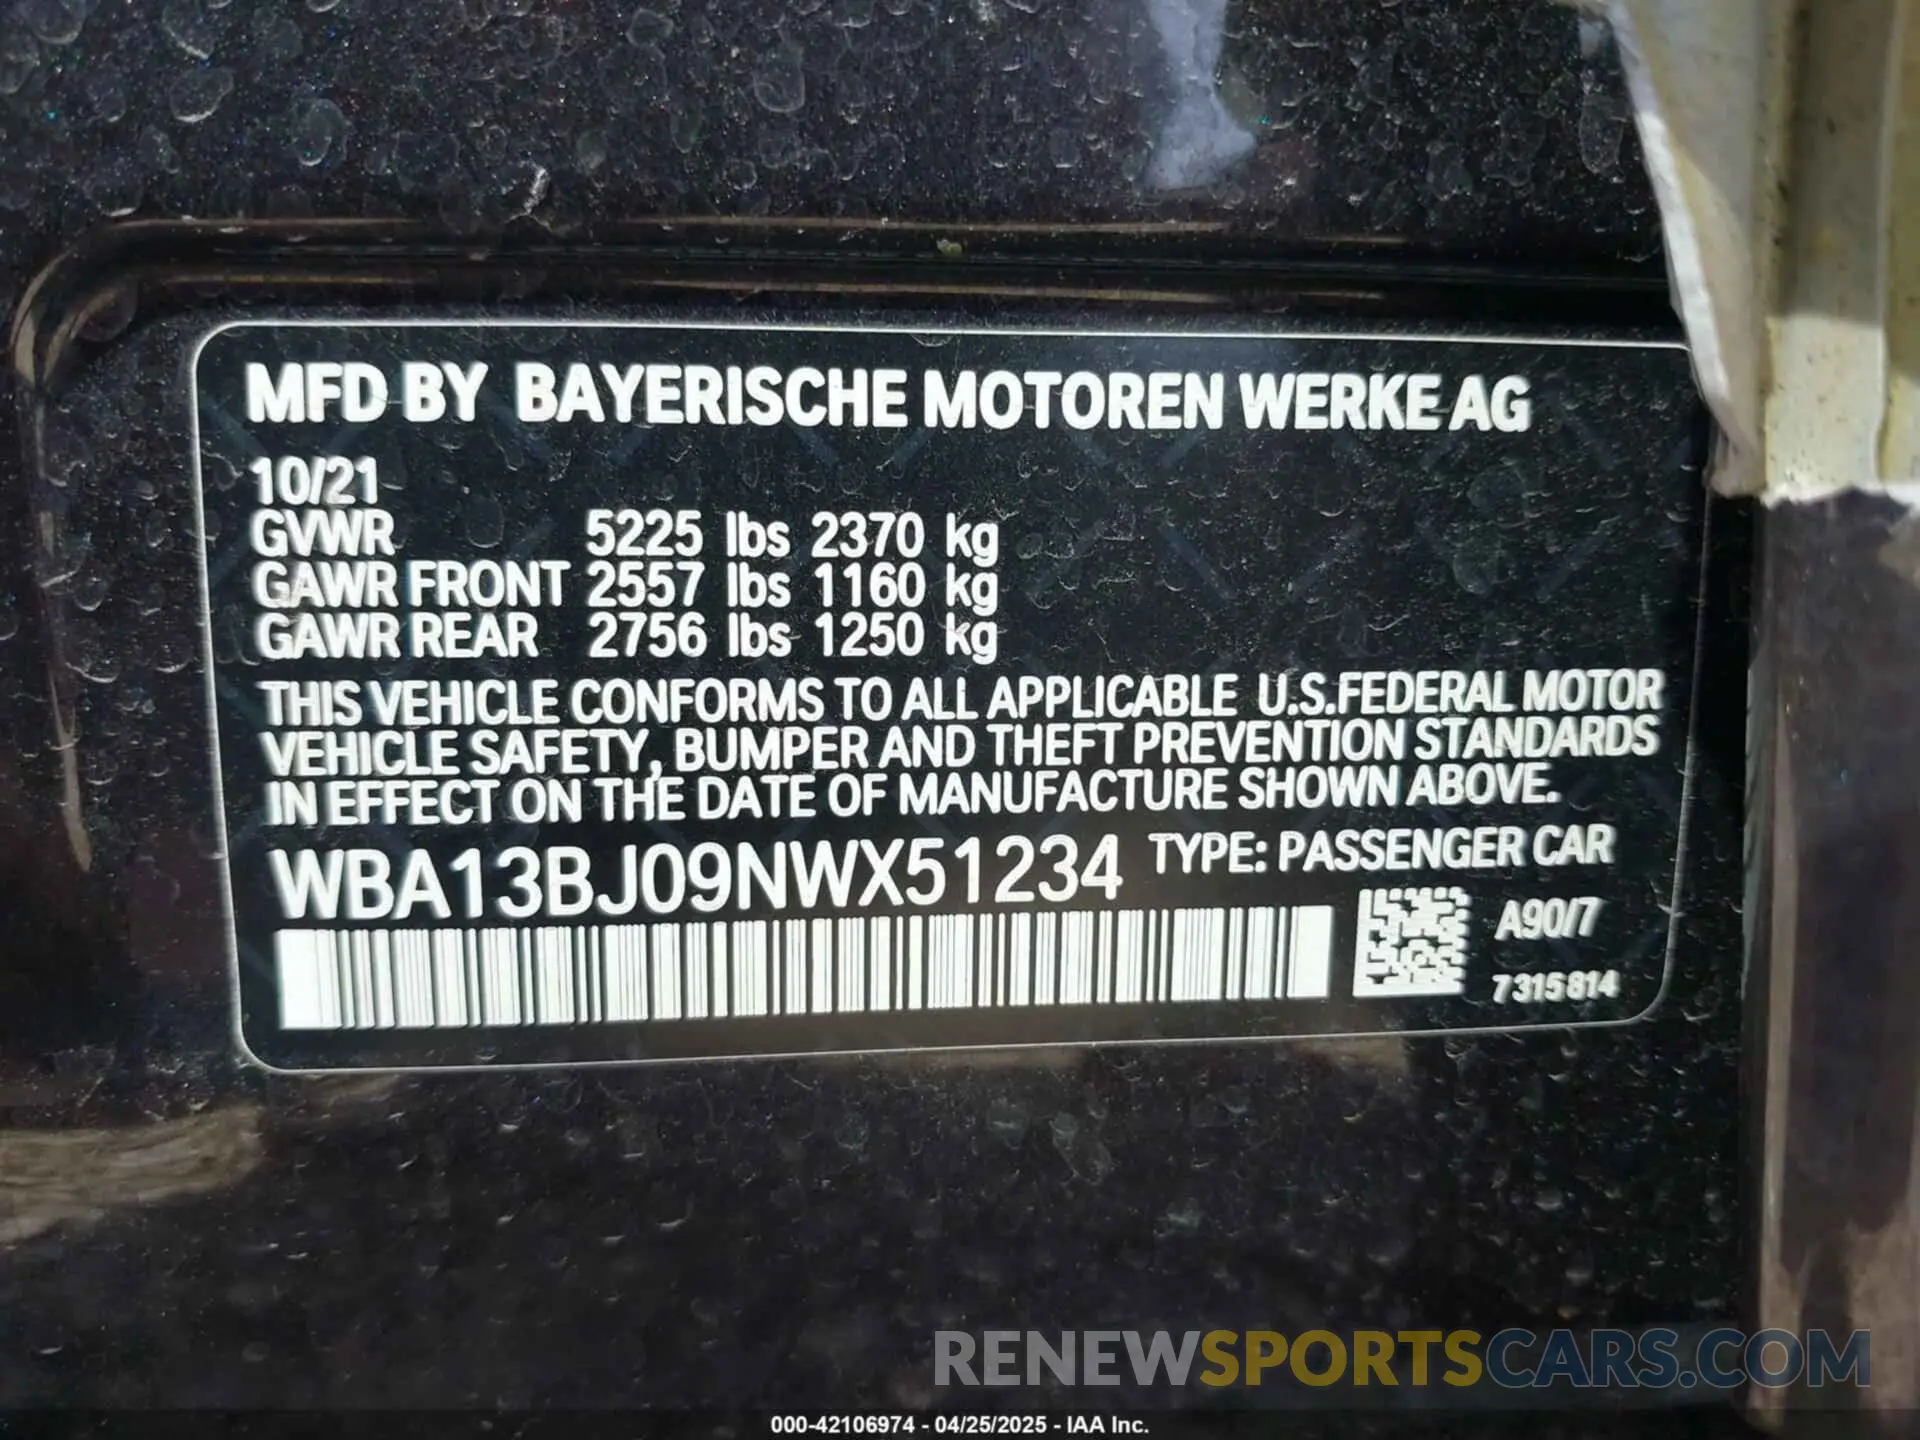 MFD BY BAYERISCHE MOTOREN WERKE AG
10/21
GVWR 5225 lbs 2370 kg
GAWR FRONT 2557 lbs 1160 kg
GAWR REAR 2756 lbs 1250 kg
THIS VEHICLE CONFORMS TO ALL APPLICABLE U.S.FEDERAL MOTOR
VEHICLE SAFETY, BUMPER AND THEFT PREVENTION STANDARDS
IN EFFECT ON THE DATE OF MANUFACTURE SHOWN ABOVE.
WBA13BJ09NWX51234 TYPE: PASSENGER CAR
A90/7
7315814
RENEWSPORTSCARS.COM
000-42106974 - 04/25/2025 - IAA Inc.